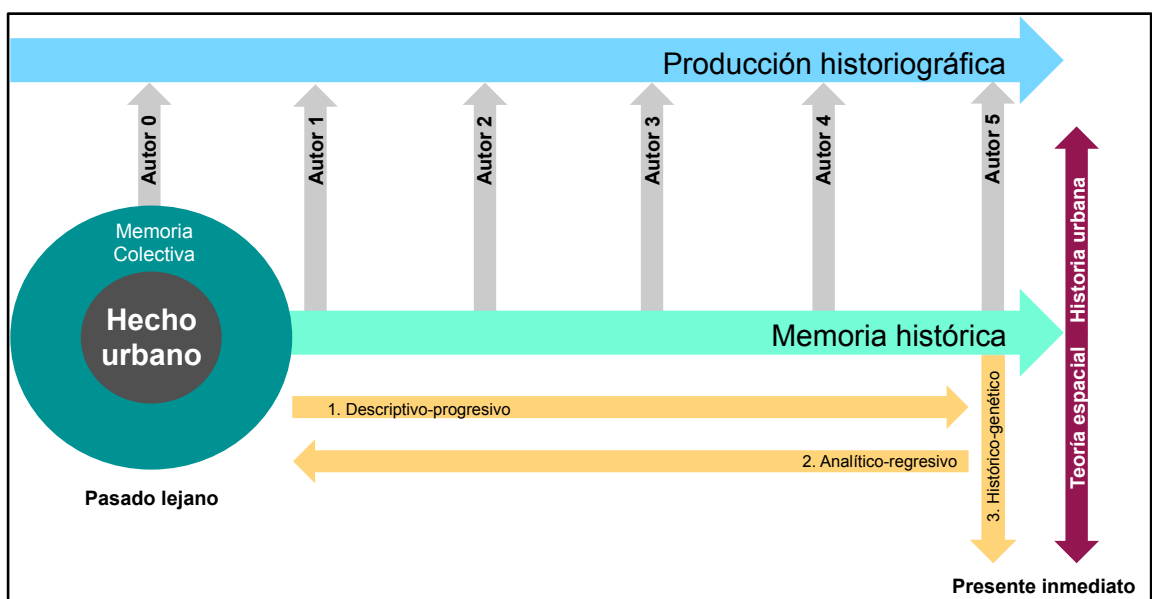 Producción historiográfica
Autor 0
Autor 1
Autor 2
Autor 3
Autor 4
Autor 5
Memoria
Colectiva
Hecho
urbano
Memoria histórica
Teoría espacial   Historia urbana
1. Descriptivo-progresivo
2. Analítico-regresivo
3. Histórico-genético
Pasado lejano
Presente inmediato